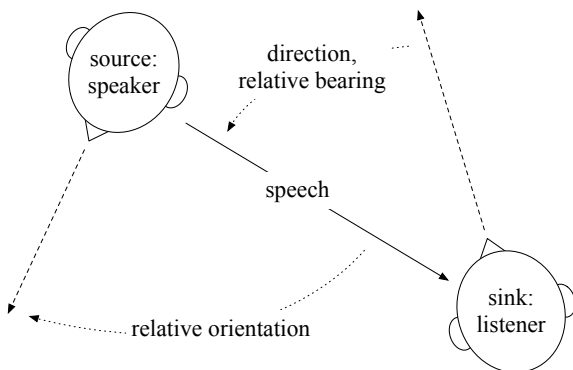 source:
speaker
direction,
relative bearing
speech
sink:
listener
relative orientation